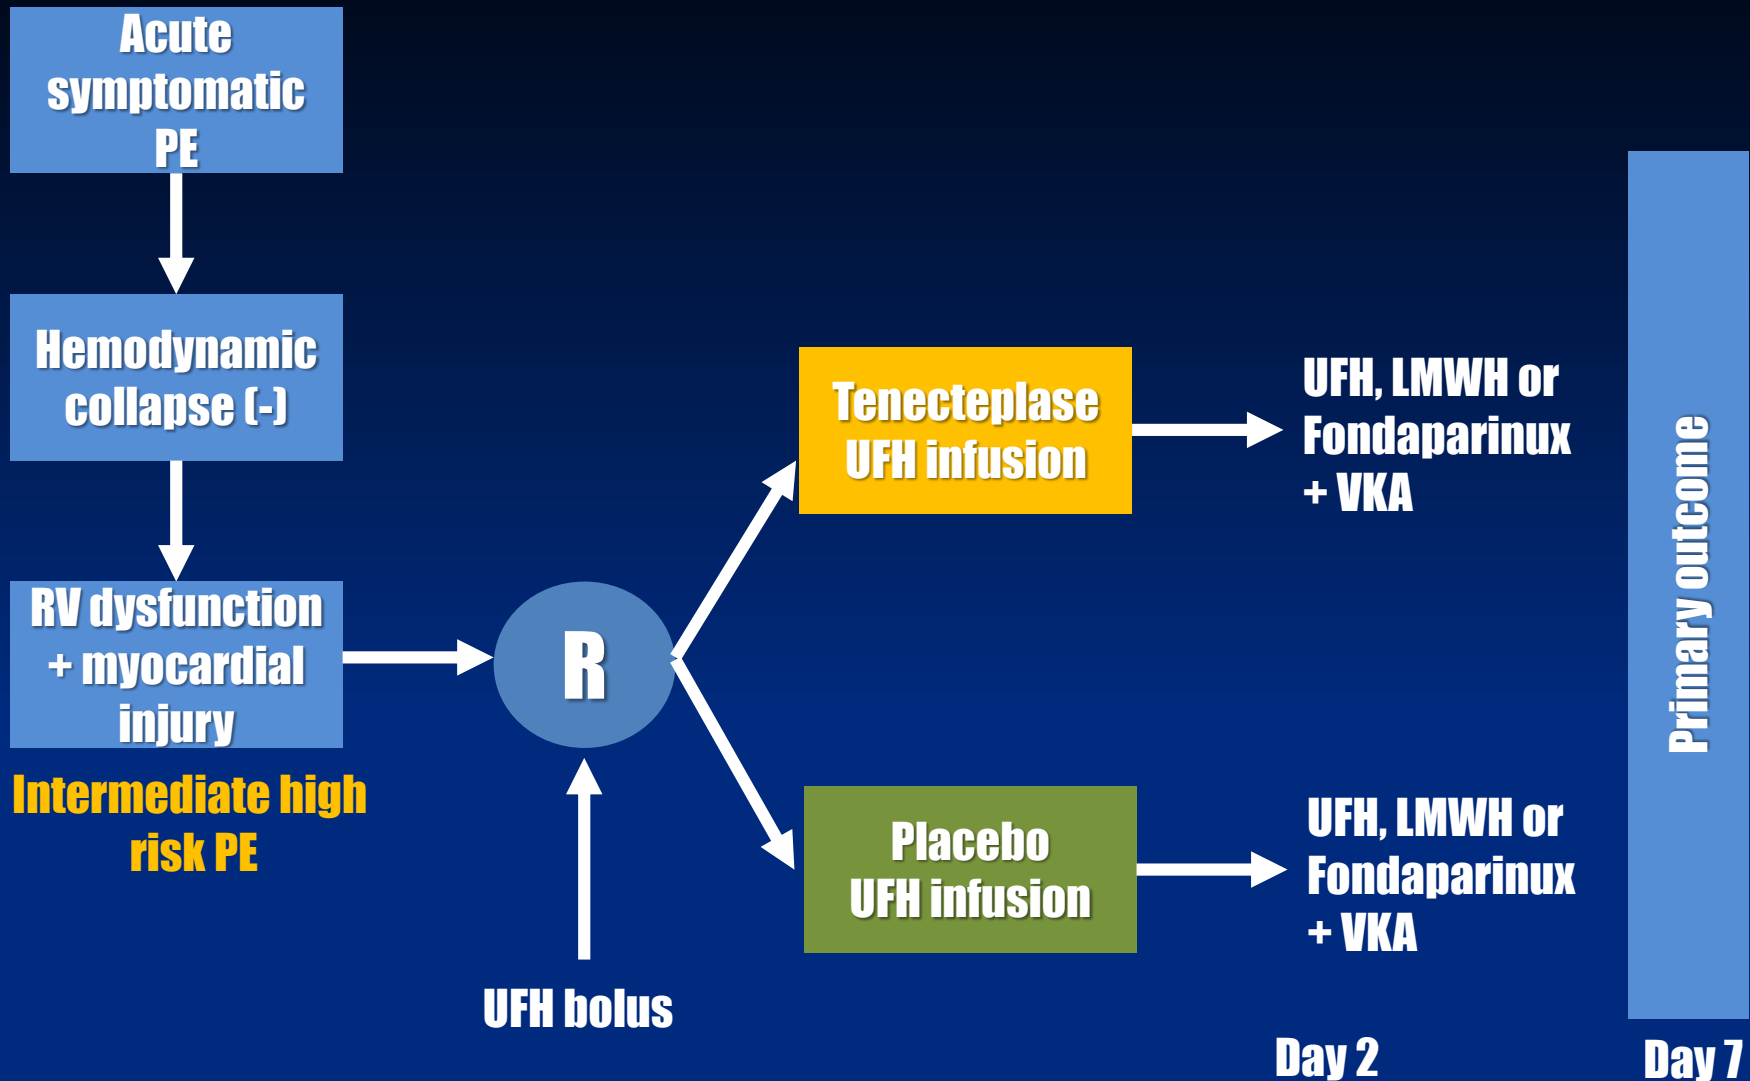 Acute
symptomatic
PE
Hemodynamic
collapse (-)
RV dysfunction
+ myocardial
injury
Intermediate high
risk PE
R
UFH bolus
Tenecteplase
UFH infusion
UFH, LMWH or
Fondaparinux
+ VKA
Placebo
UFH infusion
UFH, LMWH or
Fondaparinux
+ VKA
Day 2
Primary outcome
Day 7